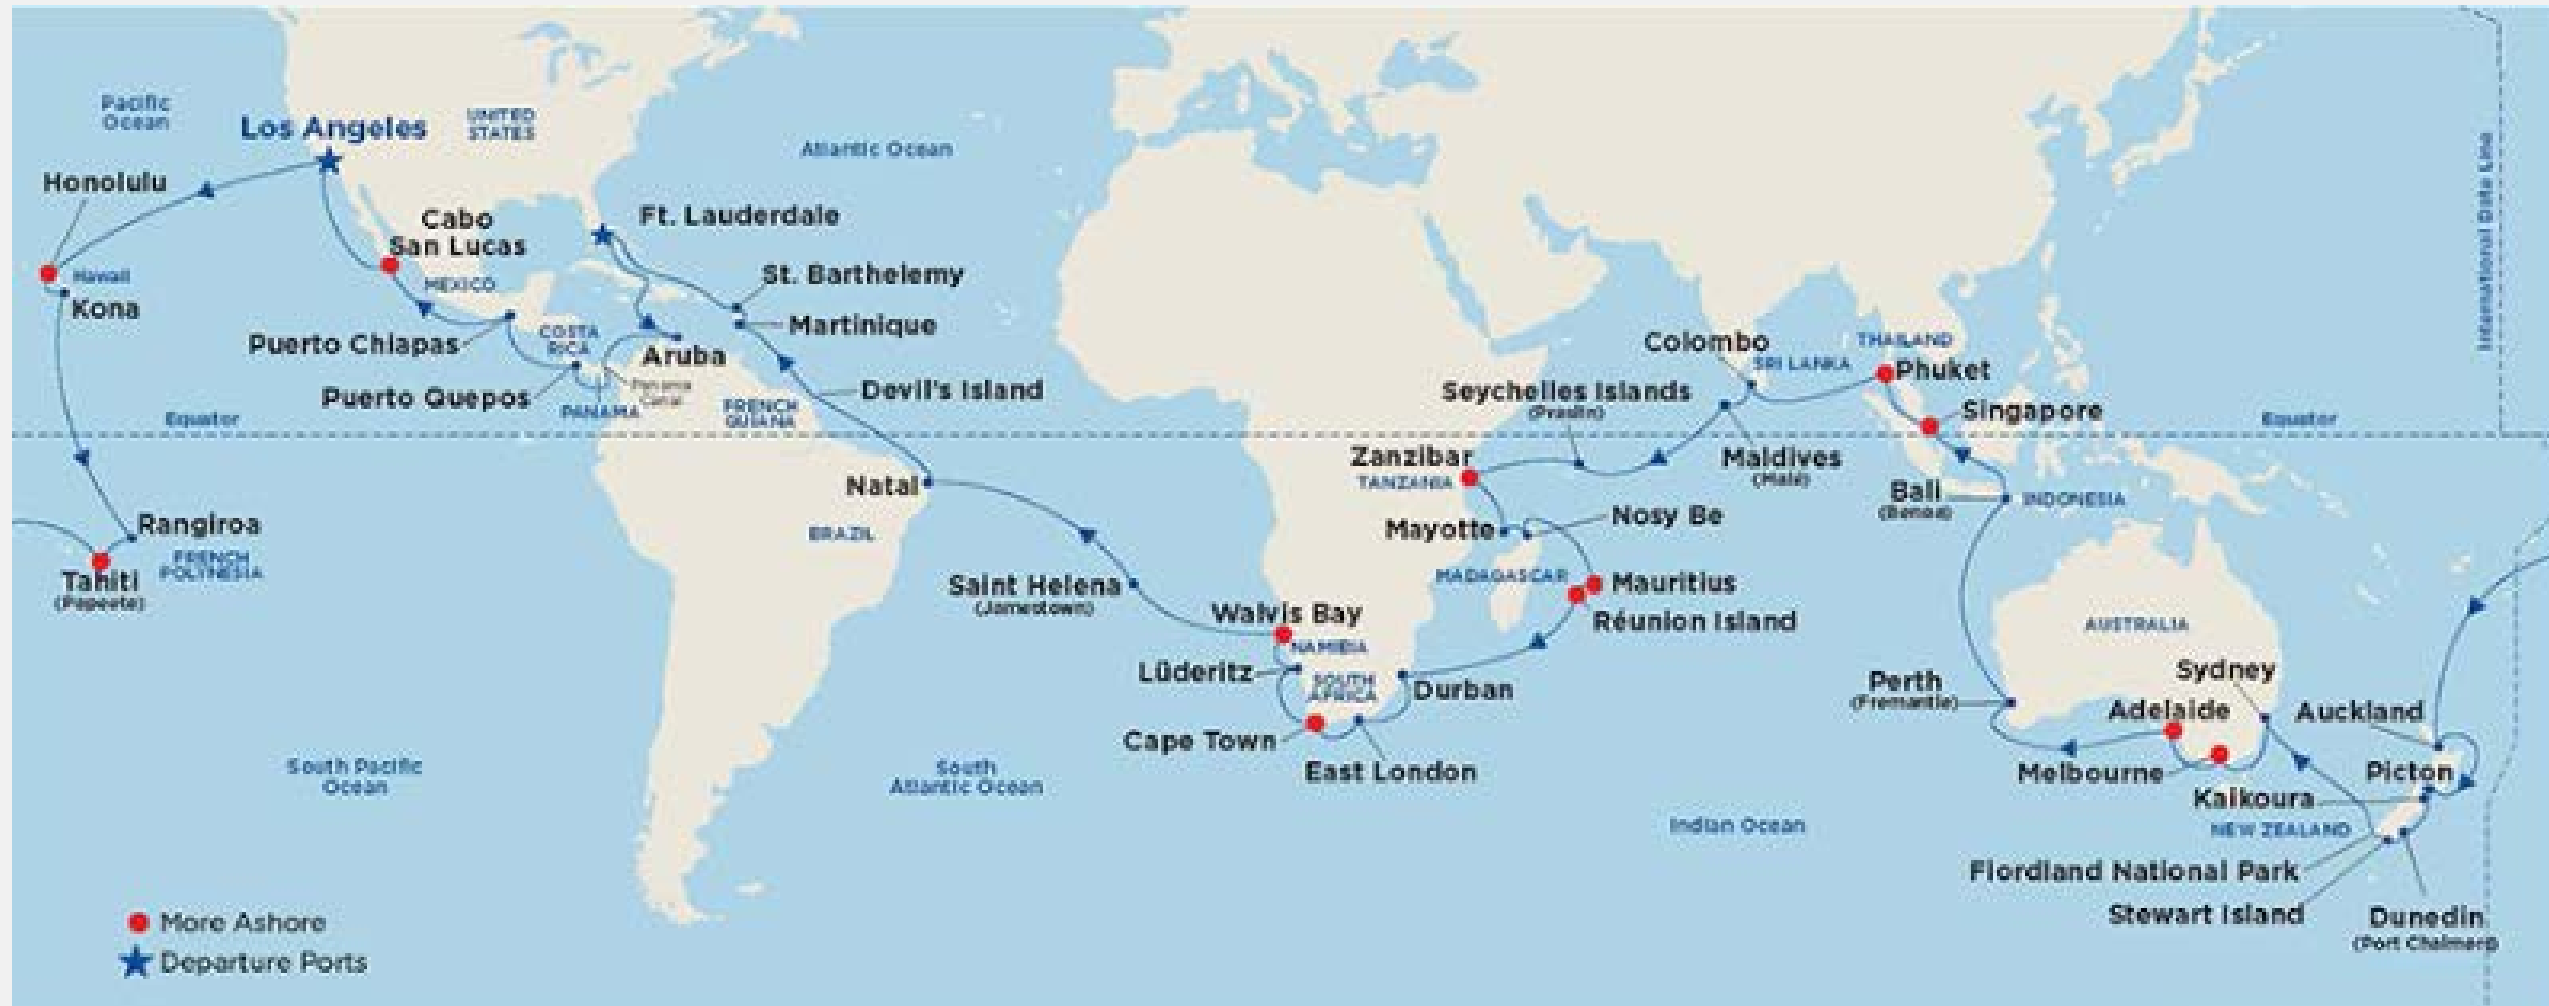 Pacific
Ocean
Los Angeles
UNITED
STATES
Atlantic Ocean
Honolulu
Cabo
San Lucas
Ft. Lauderdale
Hawaii
Kona
MEXICO
St. Barthelemy
Martinique
Puerto Chiapas
COSTA
RICA
Aruba
Puerto Quepos
Panama
Canal
PANAMA
FRENCH
GUIANA
Devil's Island
Equator
Natal
BRAZIL
Rangiroa
FRENCH
POLYNESIA
Tahiti
(Papeete)
Saint Helena
(Jamestown)
Walvis Bay
NAMIBIA
Lüderitz
SOUTH
AFRICA
Durban
Cape Town
East London
South Pacific
Ocean
South
Atlantic Ocean
International Date Line
Colombo
SRI LANKA
THAILAND
Phuket
Seychelles Islands
(Praslin)
Singapore
Equator
Zanzibar
TANZANIA
Maldives
(Malé)
Bali
(Benoa)
INDONESIA
Mayotte
Nosy Be
MADAGASCAR
Mauritius
Réunion Island
AUSTRALIA
Sydney
Perth
(Fremantle)
Adelaide
Auckland
Melbourne
Picton
Kaikoura
Indian Ocean
NEW ZEALAND
Fiordland National Park
Stewart Island
Dunedin
(Port Chalmers)
More Ashore
Departure Ports